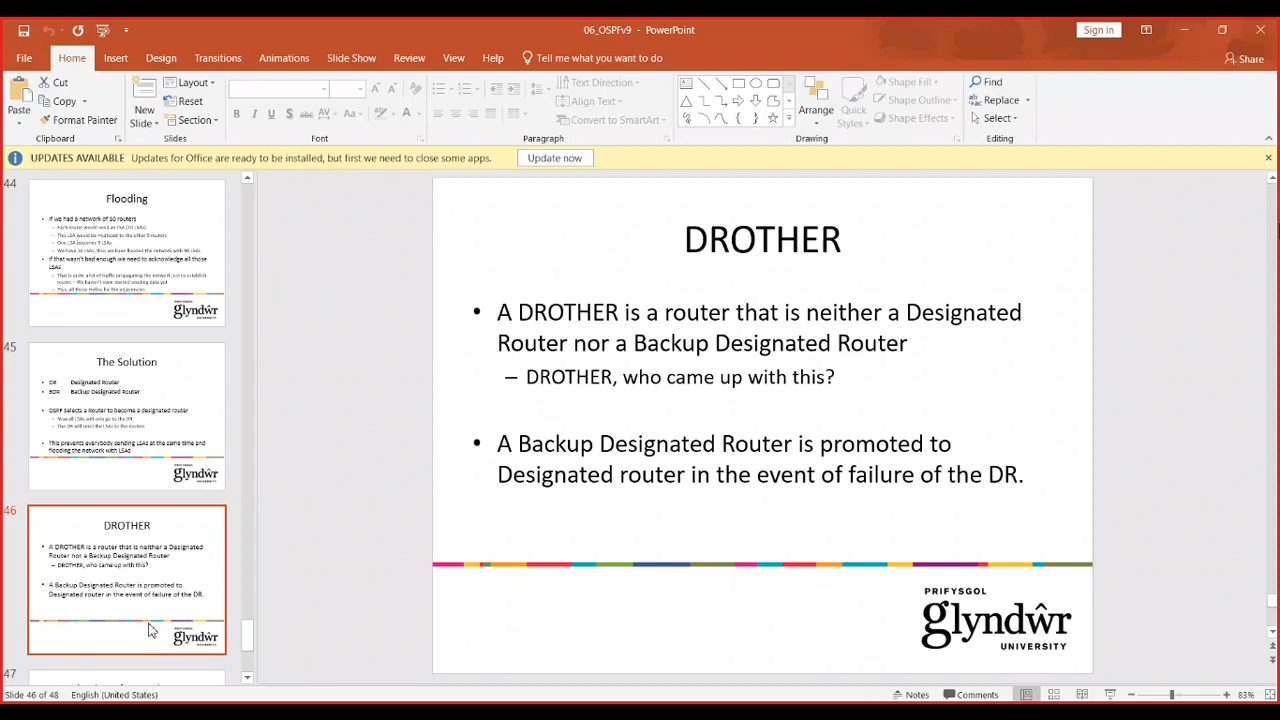 06_OSPFv9 - PowerPoint
Sign in
File Home Insert Design Transitions Animations Slide Show Review View Help Tell me what you want to do Share
Paste
Cut
Copy
Format Painter
Clipboard
New
Slide
Layout
Reset
Section
Slides
Font
Text Direction
Align Text
Convert to SmartArt
Paragraph
Arrange
Quick
Styles
Shape Fill
Shape Outline
Shape Effects
Drawing
Find
Replace
Select
Editing
UPDATES AVAILABLE Updates for Office are ready to be installed, but first we need to close some apps. Update now
44
Flooding
• If we had a network of 10 routers
– Each router would send an LSA (10 LSAs)
– This LSA would be multicast to the other 9 routers
– One LSA becomes 9 LSAs
– We have 10 LSAs, thus we have flooded the network with 90 LSAs
• If that wasn't bad enough we need to acknowledge all those
LSAs
– That is quite a lot of traffic propagating the network just to establish
routes – We haven't even started sending data yet
– Plus, all those Hellos for the adjacencies
PRIFYSGOL
glyndŵr
UNIVERSITY
45
The Solution
• DR Designated Router
• BDR Backup Designated Router
• OSPF Selects a Router to become a designated router
– Now all LSAs will only go to the DR
– The DR will send the LSAs to the routers
• This prevents everybody sending LSAs at the same time and
flooding the network with LSAs
PRIFYSGOL
glyndŵr
UNIVERSITY
46
DROTHER
• A DROTHER is a router that is neither a Designated
Router nor a Backup Designated Router
– DROTHER, who came up with this?
• A Backup Designated Router is promoted to
Designated router in the event of failure of the DR.
PRIFYSGOL
glyndŵr
UNIVERSITY
47
DROTHER
• A DROTHER is a router that is neither a Designated
Router nor a Backup Designated Router
– DROTHER, who came up with this?
• A Backup Designated Router is promoted to
Designated router in the event of failure of the DR.
PRIFYSGOL
glyndŵr
UNIVERSITY
Slide 46 of 48 English (United States) Notes Comments 83%